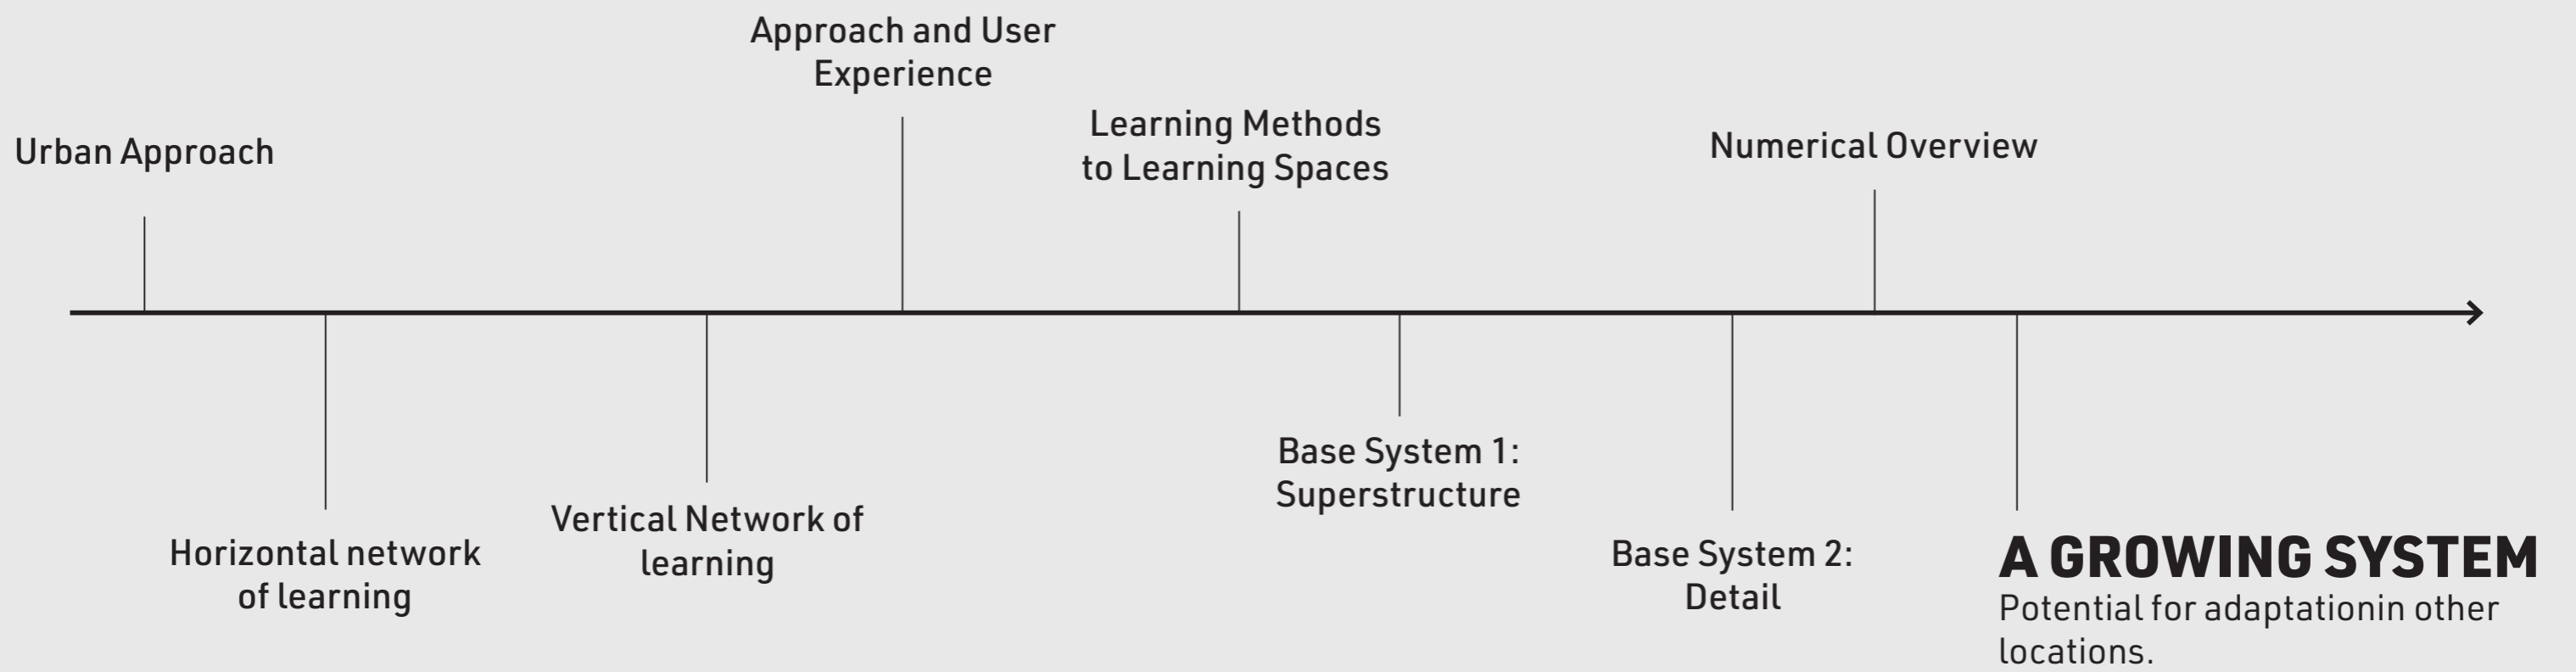 Urban Approach
Horizontal network
of learning
Vertical Network of
learning
Approach and User
Experience
Learning Methods
to Learning Spaces
Base System 1:
Superstructure
Base System 2:
Detail
Numerical Overview
A GROWING SYSTEM
Potential for adaptationin other
locations.